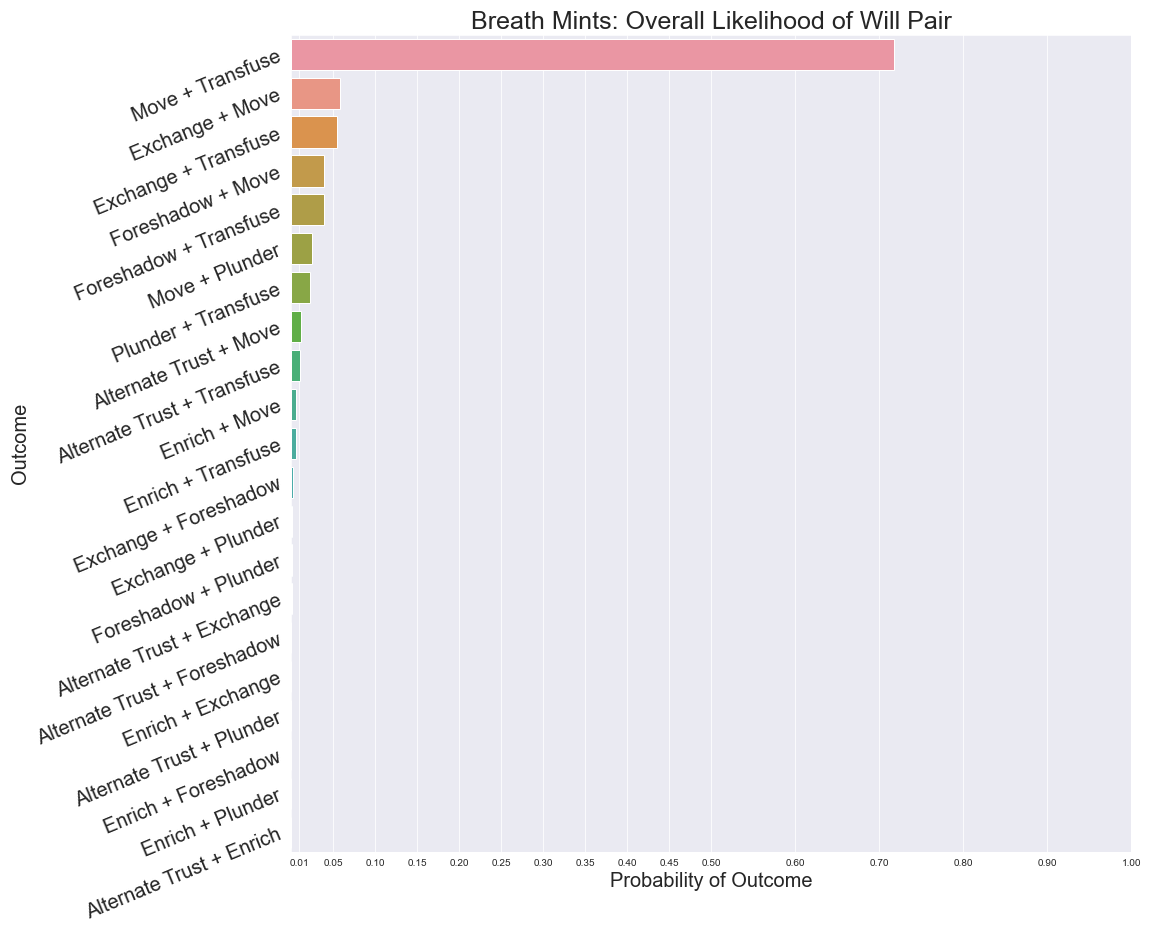 Breath Mints: Overall Likelihood of Will Pair
Outcome
Move + Transfuse
Exchange + Move
Exchange + Transfuse
Foreshadow + Move
Foreshadow + Transfuse
Move + Plunder
Plunder + Transfuse
Alternate Trust + Move
Alternate Trust + Transfuse
Enrich + Move
Enrich + Transfuse
Exchange + Foreshadow
Exchange + Plunder
Foreshadow + Plunder
Alternate Trust + Exchange
Alternate Trust + Foreshadow
Enrich + Exchange
Alternate Trust + Plunder
Enrich + Foreshadow
Enrich + Plunder
Alternate Trust + Enrich
0.01 0.05 0.10 0.15 0.20 0.25 0.30 0.35 0.40 0.45 0.50 0.60 0.70 0.80 0.90 1.00
Probability of Outcome